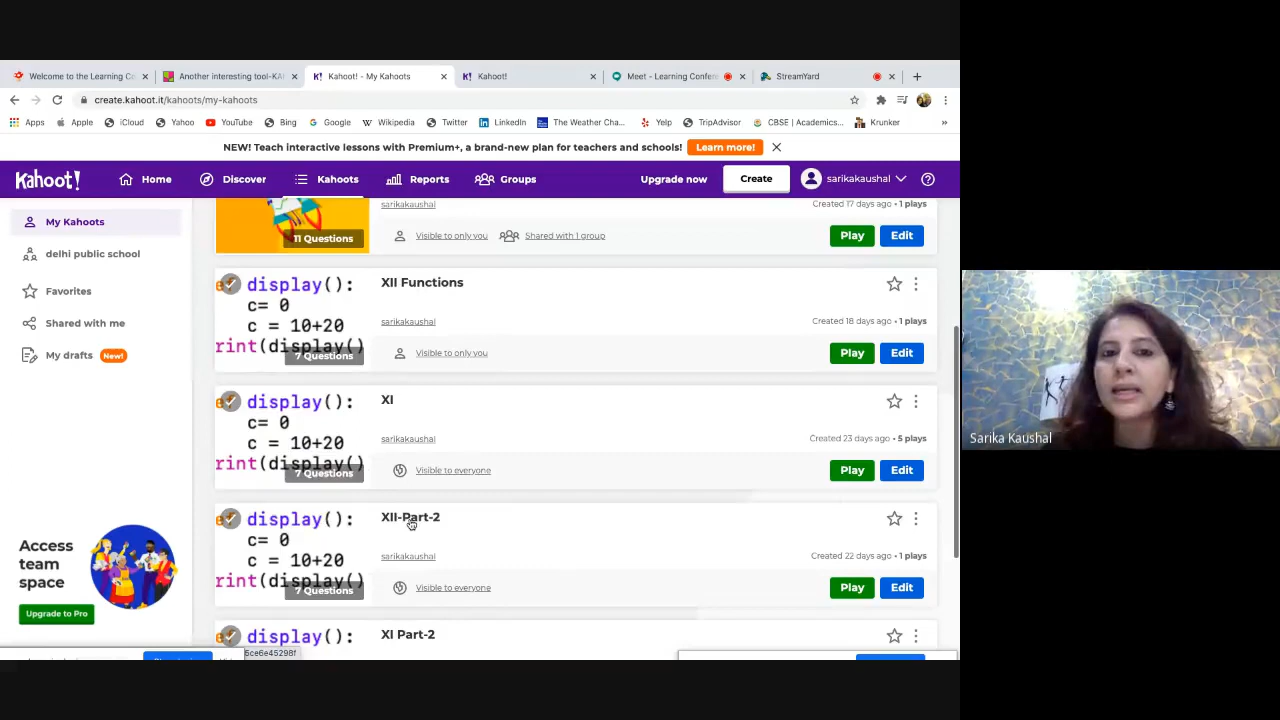 Welcome to the Learning Co
Another interesting tool-KA
K! Kahoot! - My Kahoots
K! Kahoot!
Meet - Learning Confe
StreamYard
create.kahoot.it/kahoots/my-kahoots
Apps Apple iCloud Yahoo YouTube Bing Google Wikipedia Twitter LinkedIn The Weather Cha... Yelp TripAdvisor CBSE | Academics... Krunker »
NEW! Teach interactive lessons with Premium+, a brand-new plan for teachers and schools! Learn more!
Kahoot! Home Discover Kahoots Reports Groups Upgrade now Create sarikakaushal
My Kahoots
delhi public school
Favorites
Shared with me
My drafts New!
Access
team
space
Upgrade to Pro
sarikakaushal Created 17 days ago • 1 plays
11 Questions Visible to only you Shared with 1 group Play Edit
display():
c= 0
c = 10+20
rint(display()
7 Questions
XII Functions
sarikakaushal Created 18 days ago • 1 plays
Visible to only you Play Edit
display():
c= 0
c = 10+20
rint(display()
7 Questions
XI
sarikakaushal Created 23 days ago • 5 plays
Visible to everyone Play Edit
display():
c= 0
c = 10+20
rint(display()
7 Questions
XII-Part-2
sarikakaushal Created 22 days ago • 1 plays
Visible to everyone Play Edit
display():
XI Part-2
5ce6e45298f
Sarika Kaushal